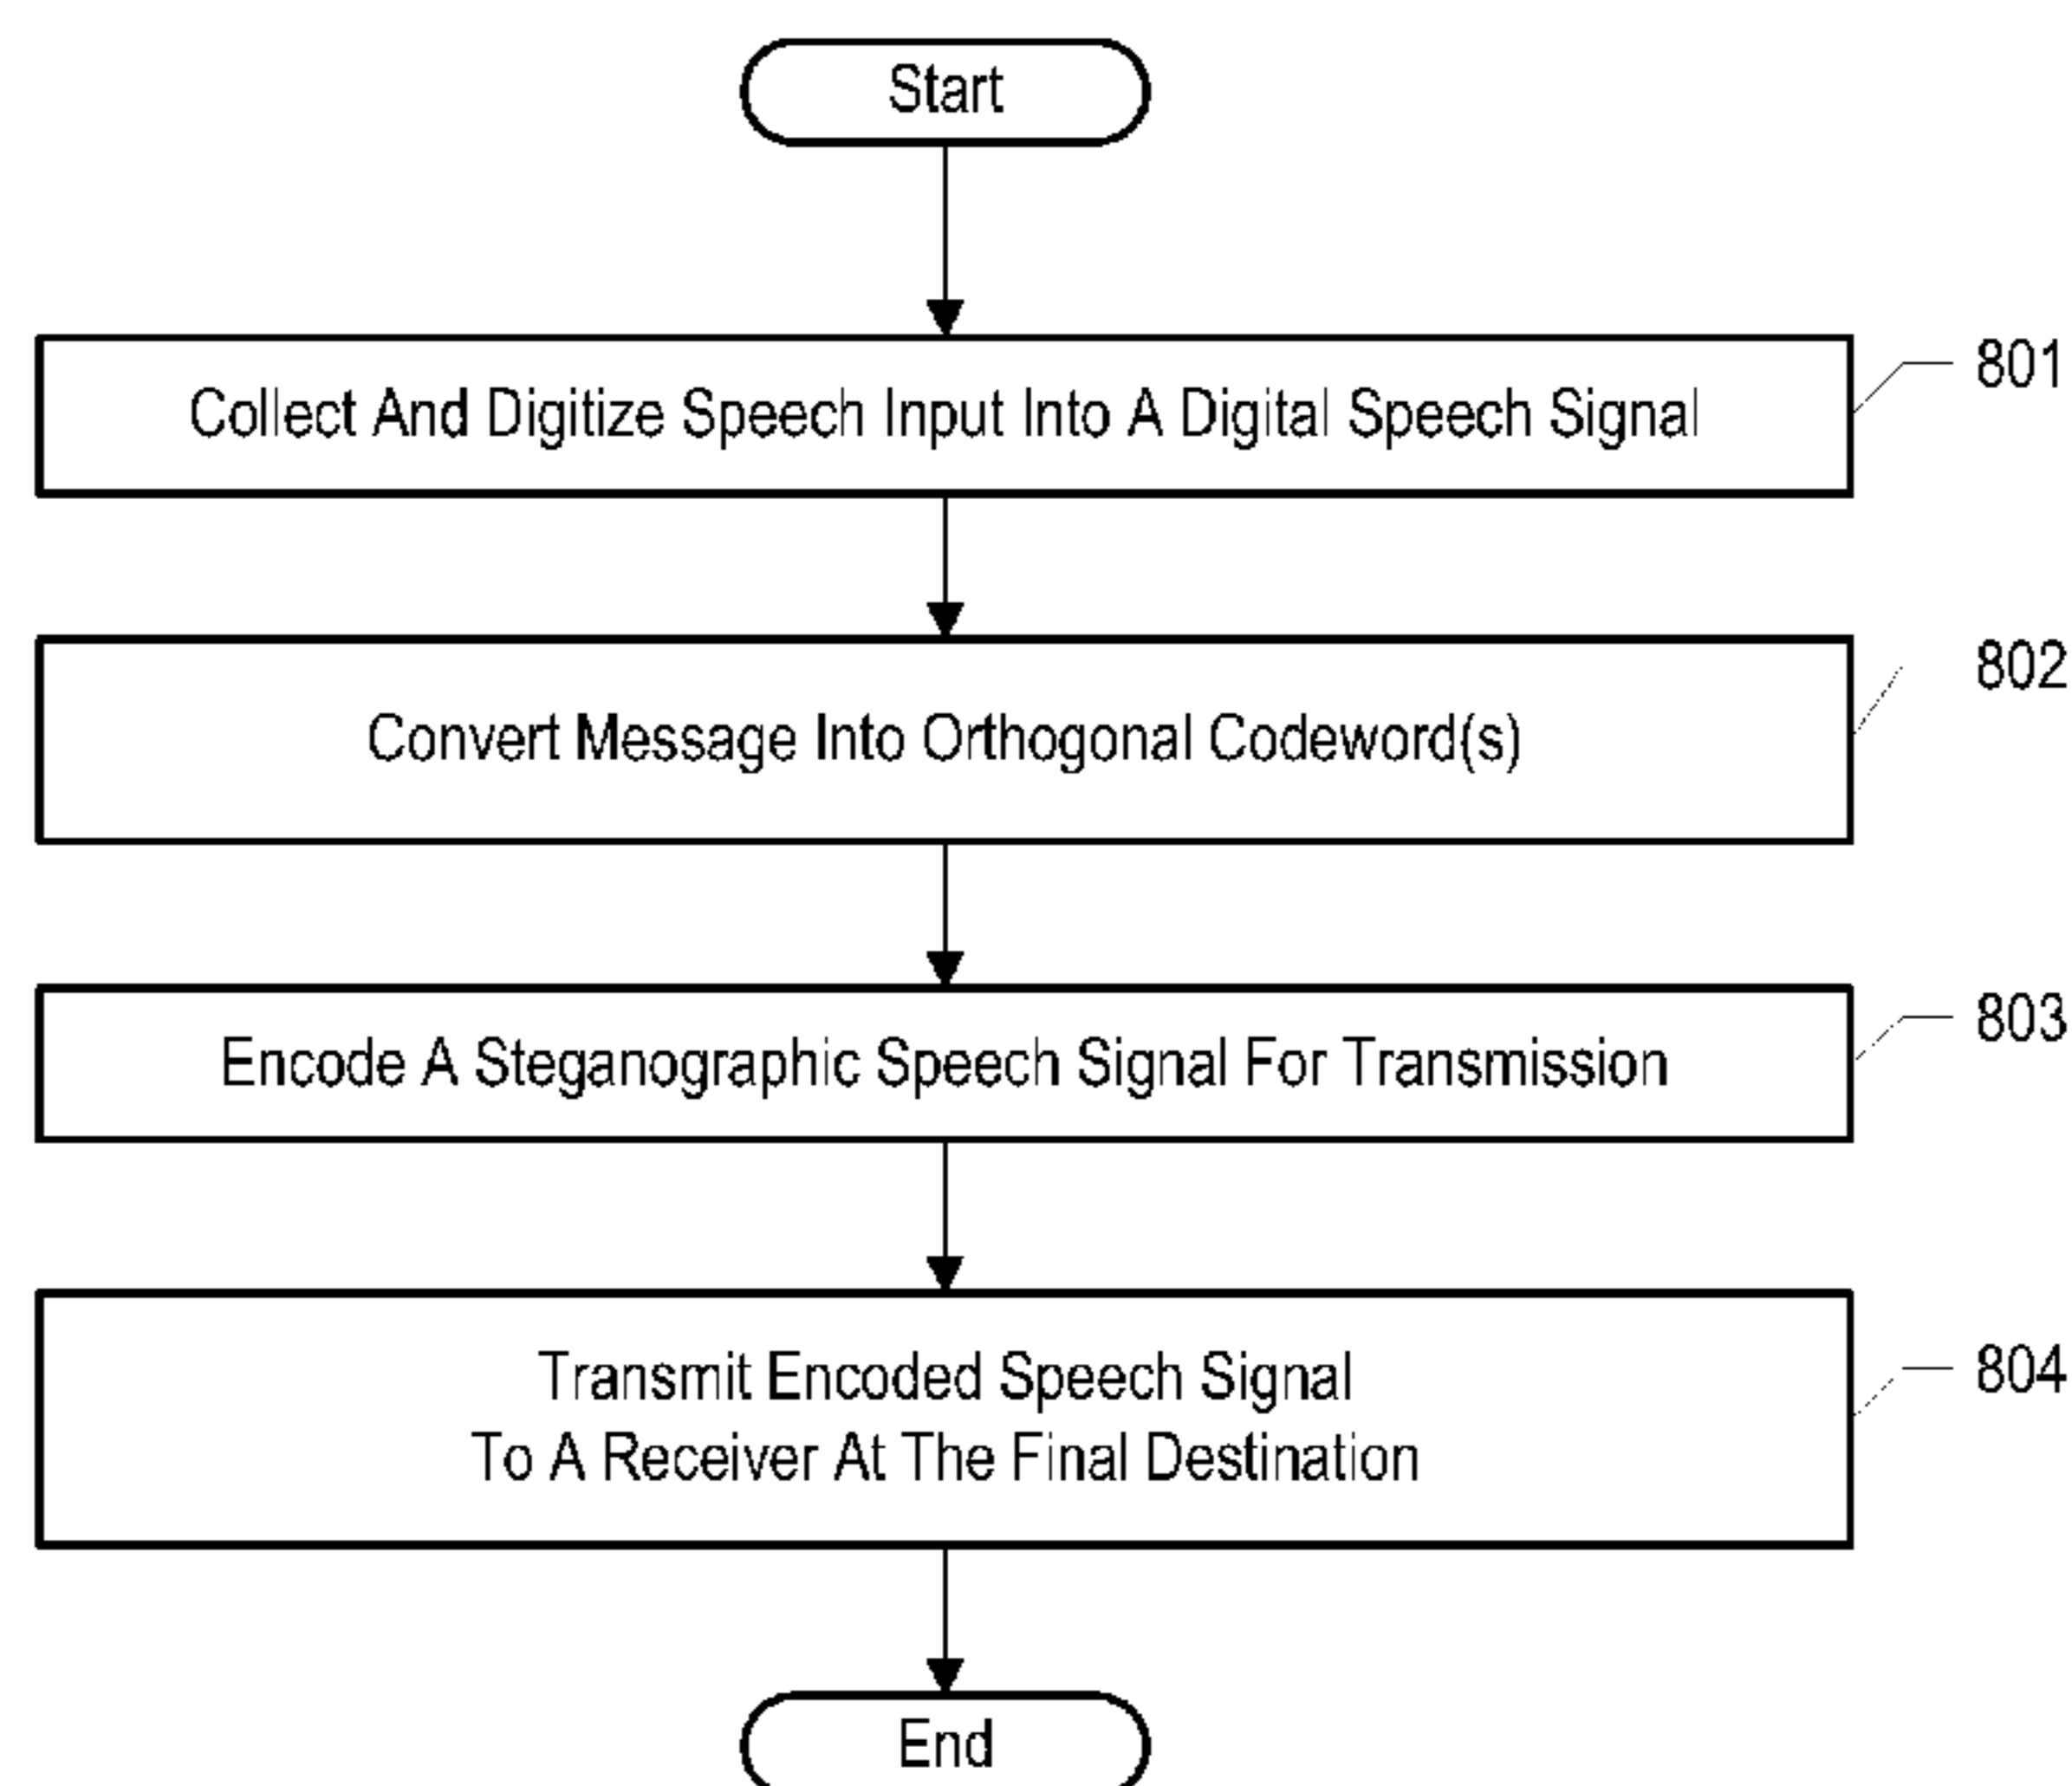 Start
Collect And Digitize Speech Input Into A Digital Speech Signal
801
Convert Message Into Orthogonal Codeword(s)
802
Encode A Steganographic Speech Signal For Transmission
803
Transmit Encoded Speech Signal
To A Receiver At The Final Destination
804
End